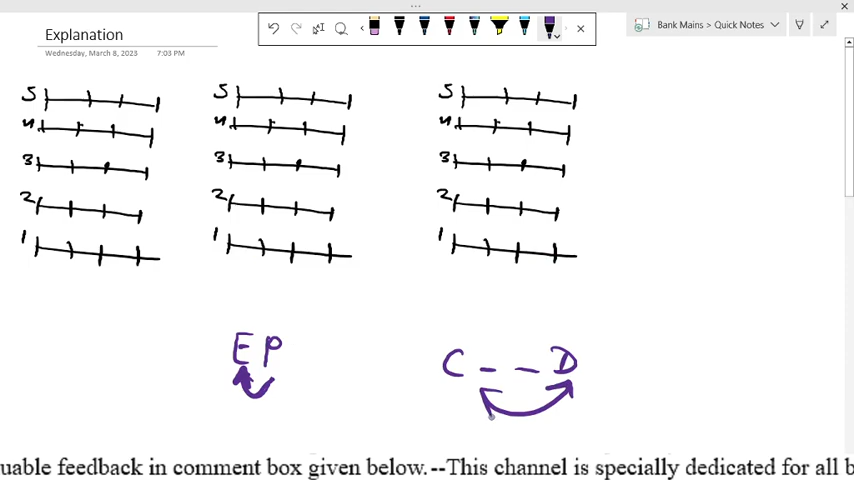 Explanation
Bank Mains > Quick Notes
Wednesday, March 8, 2023 7:03 PM
5 5 5
4 4 4
3 3 3
2 2 2
1 1 1
E P
C _ _ D
uable feedback in comment box given below.--This channel is specially dedicated for all b